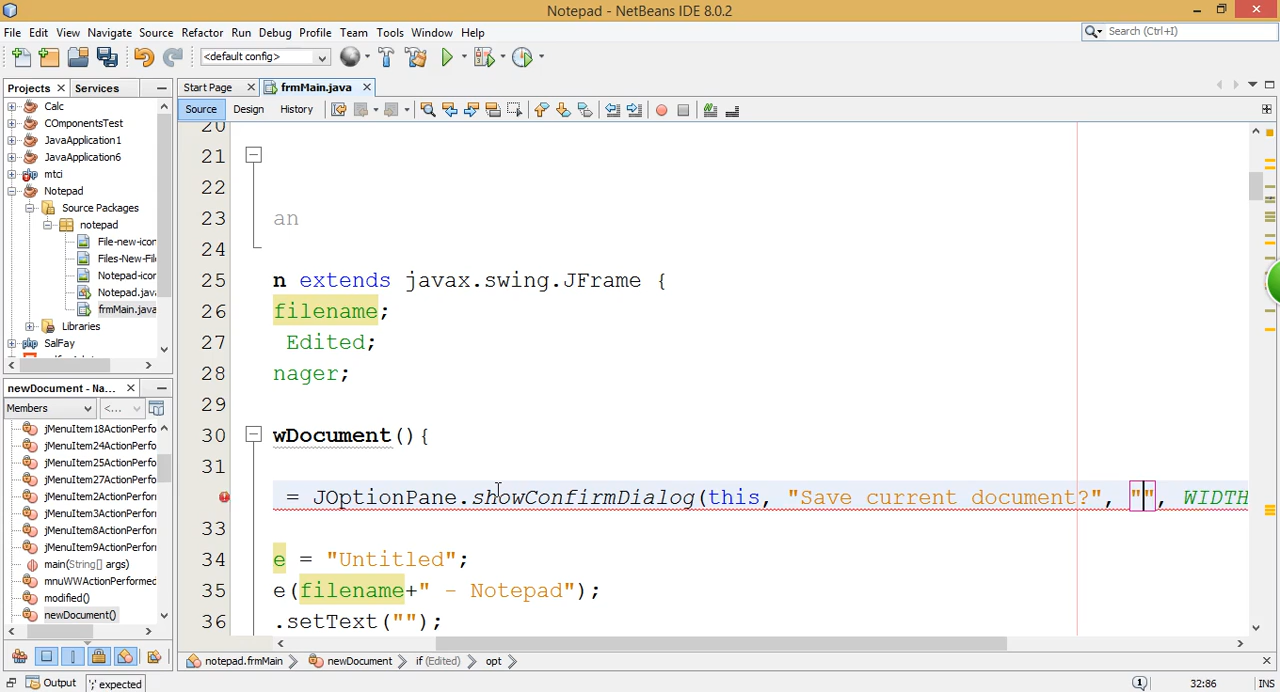 Notepad - NetBeans IDE 8.0.2
File Edit View Navigate Source Refactor Run Debug Profile Team Tools Window Help
Search (Ctrl+I)
<default config>
Projects Services
Start Page frmMain.java
Source Design History
Calc
COmponentsTest
JavaApplication1
JavaApplication6
mtci
Notepad
Source Packages
notepad
File-new-icon
Files-New-Fil
Notepad-icon
Notepad.java
frmMain.java
Libraries
SalFay
newDocument - Na...
Members <...
jMenuItem18ActionPerfo
jMenuItem24ActionPerfo
jMenuItem25ActionPerfo
jMenuItem27ActionPerfo
jMenuItem2ActionPerforn
jMenuItem3ActionPerforn
jMenuItem8ActionPerforn
jMenuItem9ActionPerforn
main(String[] args)
mnuWWActionPerformed
modified()
newDocument()
20
21
22
23 an
24
25 n extends javax.swing.JFrame {
26 filename;
27 Edited;
28 nager;
29
30 wDocument(){
31
= JOptionPane.showConfirmDialog(this, "Save current document?", "", WIDTH
33
34 e = "Untitled";
35 e(filename+" - Notepad");
36 .setText("");
notepad.frmMain newDocument if (Edited) opt
Output ';' expected 1 32:86 INS